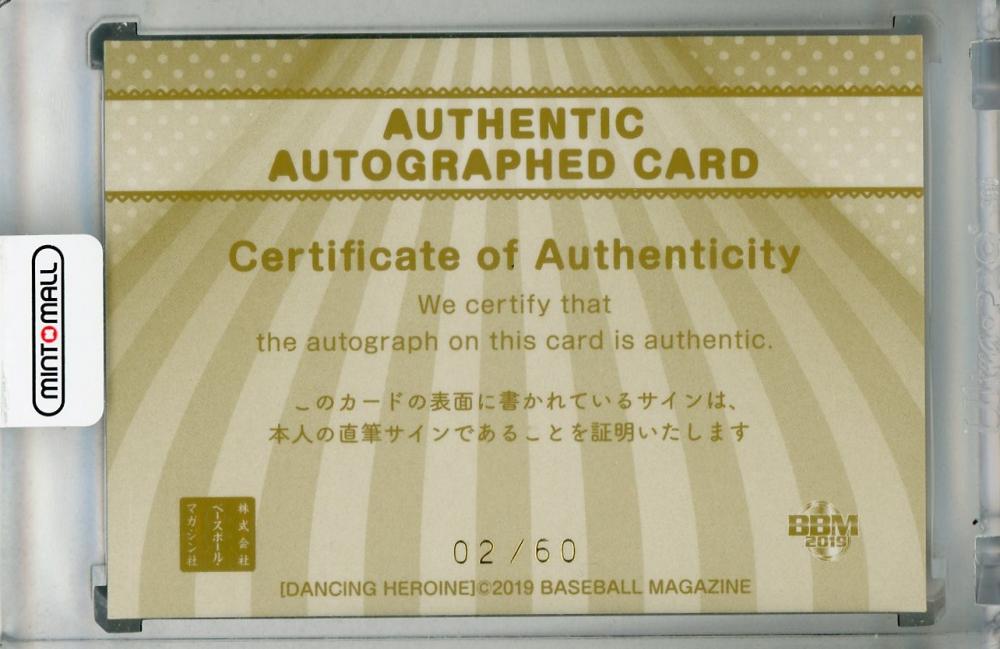 AUTHENTIC
AUTOGRAPHED CARD
Certificate of Authenticity
We certify that
the autograph on this card is authentic.
このカードの表面に書かれているサインは、
本人の直筆サインであることを証明いたします
株式会社
ベースボール
マガジン社
02/60
BBM
2019
[DANCING HEROINE]©2019 BASEBALL MAGAZINE
MINTOMALL